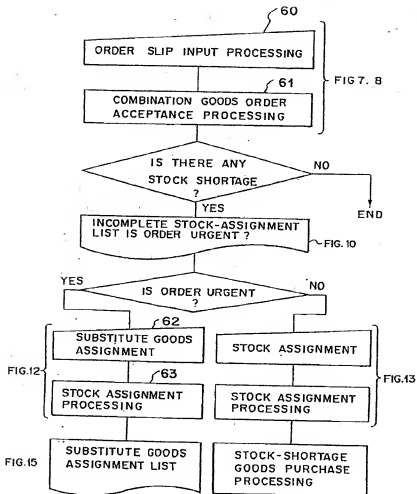 60
ORDER SLIP INPUT PROCESSING
61
FIG 7. 8
COMBINATION GOODS ORDER
ACCEPTANCE PROCESSING
IS THERE ANY
STOCK SHORTAGE
?
NO
END
YES
INCOMPLETE STOCK-ASSIGNMENT
LIST IS ORDER URGENT ?
FIG. 10
YES
IS ORDER URGENT
?
NO
62
SUBSTITUTE GOODS
ASSIGNMENT
STOCK ASSIGNMENT
FIG.12
63
FIG.13
STOCK ASSIGNMENT
PROCESSING
STOCK ASSIGNMENT
PROCESSING
FIG.15
SUBSTITUTE GOODS
ASSIGNMENT LIST
STOCK-SHORTAGE
GOODS PURCHASE
PROCESSING